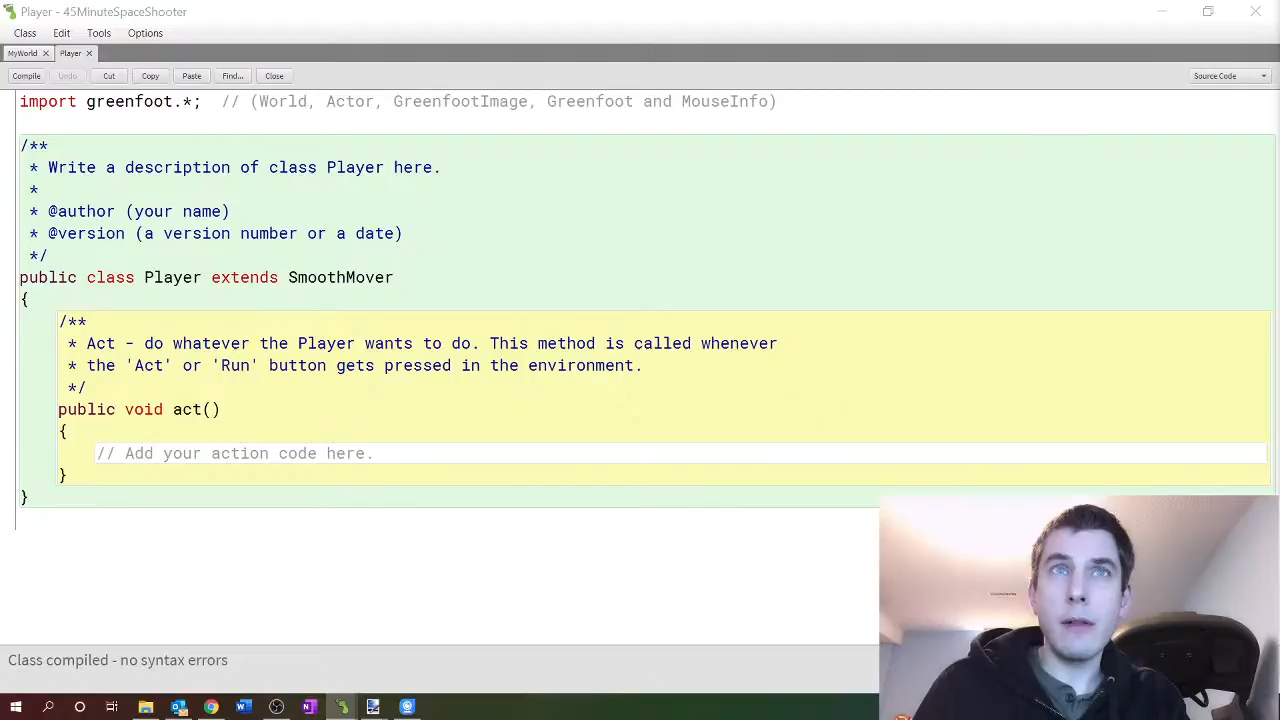 Player - 45MinuteSpaceShooter
Class Edit Tools Options
MyWorld Player
Compile Undo Cut Copy Paste Find... Close Source Code
import greenfoot.*; // (World, Actor, GreenfootImage, Greenfoot and MouseInfo)
/**
* Write a description of class Player here.
*
* @author (your name)
* @version (a version number or a date)
*/
public class Player extends SmoothMover
{
/**
* Act - do whatever the Player wants to do. This method is called whenever
* the 'Act' or 'Run' button gets pressed in the environment.
*/
public void act()
{
// Add your action code here.
}
}
Class compiled - no syntax errors